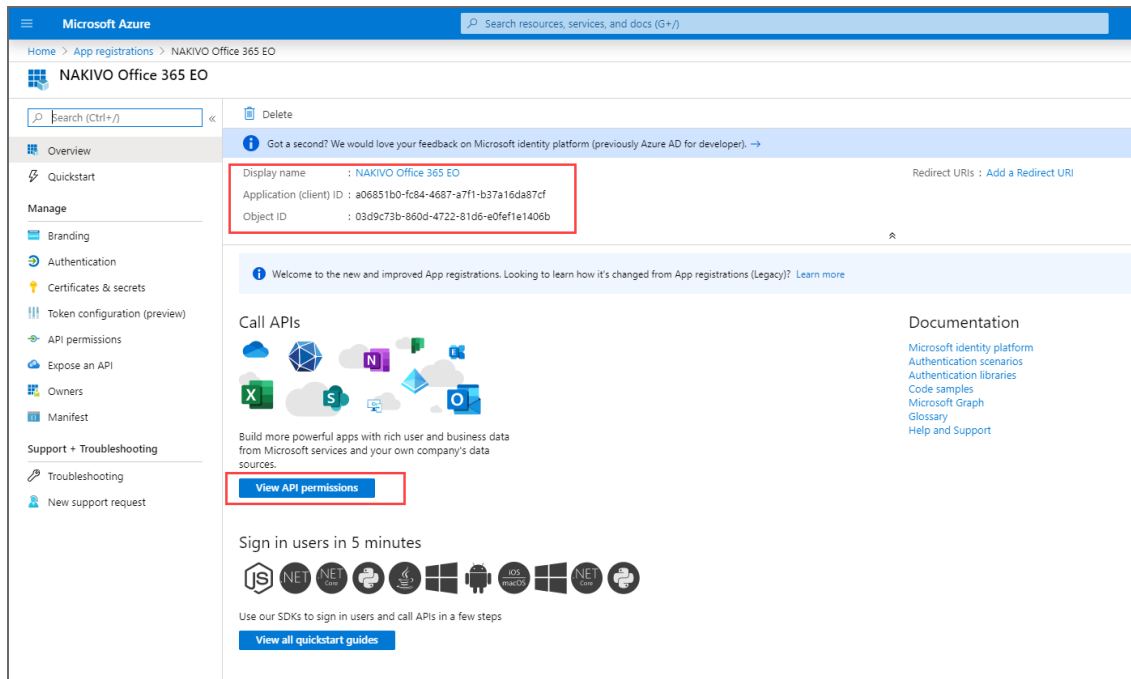 Microsoft Azure
Search resources, services, and docs (G+/)
Home > App registrations > NAKIVO Office 365 EO
NAKIVO Office 365 EO
Search (Ctrl+/)
«
Overview
Quickstart
Manage
Branding
Authentication
Certificates & secrets
Token configuration (preview)
API permissions
Expose an API
Owners
Manifest
Support + Troubleshooting
Troubleshooting
New support request
Delete
Got a second? We would love your feedback on Microsoft identity platform (previously Azure AD for developer). →
Display name : NAKIVO Office 365 EO
Application (client) ID : a06851b0-fc84-4687-a7f1-b37a16da87cf
Object ID : 03d9c73b-860d-4722-81d6-e0fef1e1406b
Redirect URIs : Add a Redirect URI
Welcome to the new and improved App registrations. Looking to learn how it's changed from App registrations (Legacy)? Learn more
Call APIs
N
E
X
S
O
Build more powerful apps with rich user and business data
from Microsoft services and your own company's data
sources.
View API permissions
Sign in users in 5 minutes
JS .NET .NET Core iOS macOS .NET Core
Use our SDKs to sign in users and call APIs in a few steps
View all quickstart guides
Documentation
Microsoft identity platform
Authentication scenarios
Authentication libraries
Code samples
Microsoft Graph
Glossary
Help and Support